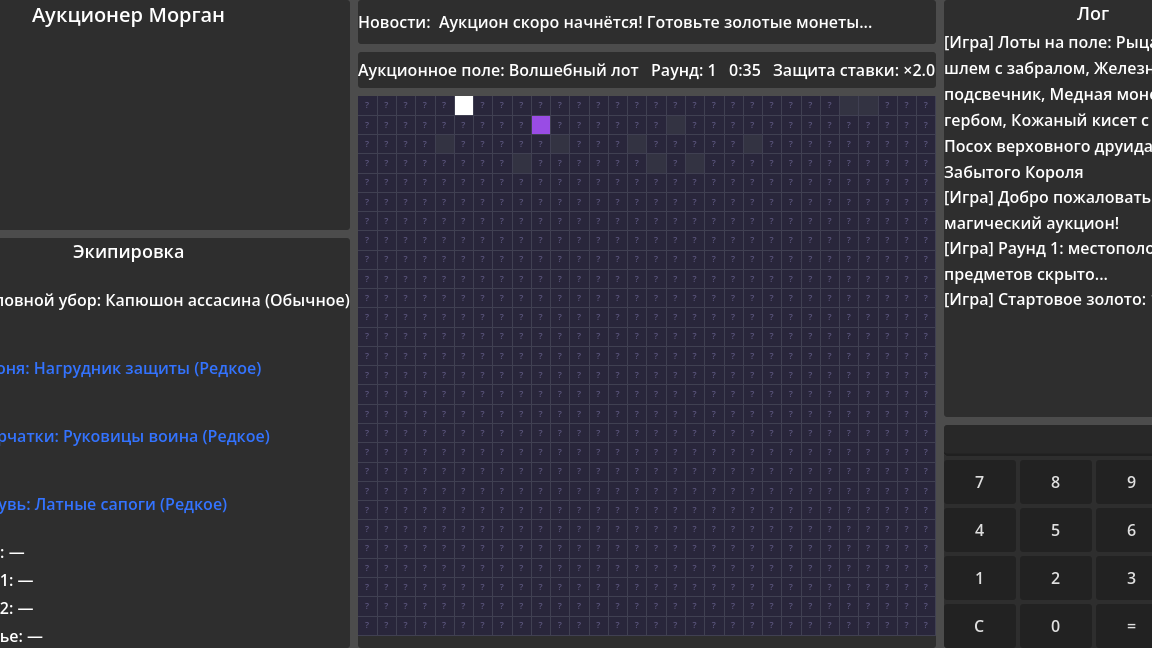 Аукционер Морган
Экипировка
ловной убор: Капюшон ассасина (Обычное)
оня: Нагрудник защиты (Редкое)
рчатки: Руковицы воина (Редкое)
увь: Латные сапоги (Редкое)
: —
1: —
2: —
ье: —
Новости: Аукцион скоро начнётся! Готовьте золотые монеты...
Аукционное поле: Волшебный лот Раунд: 1 0:35 Защита ставки: ×2.0
Лог
[Игра] Лоты на поле: Рыца
шлем с забралом, Железн
подсвечник, Медная моне
гербом, Кожаный кисет с
Посох верховного друида
Забытого Короля
[Игра] Добро пожаловать
магический аукцион!
[Игра] Раунд 1: местополо
предметов скрыто...
[Игра] Стартовое золото:
7 8 9
4 5 6
1 2 3
C 0 =